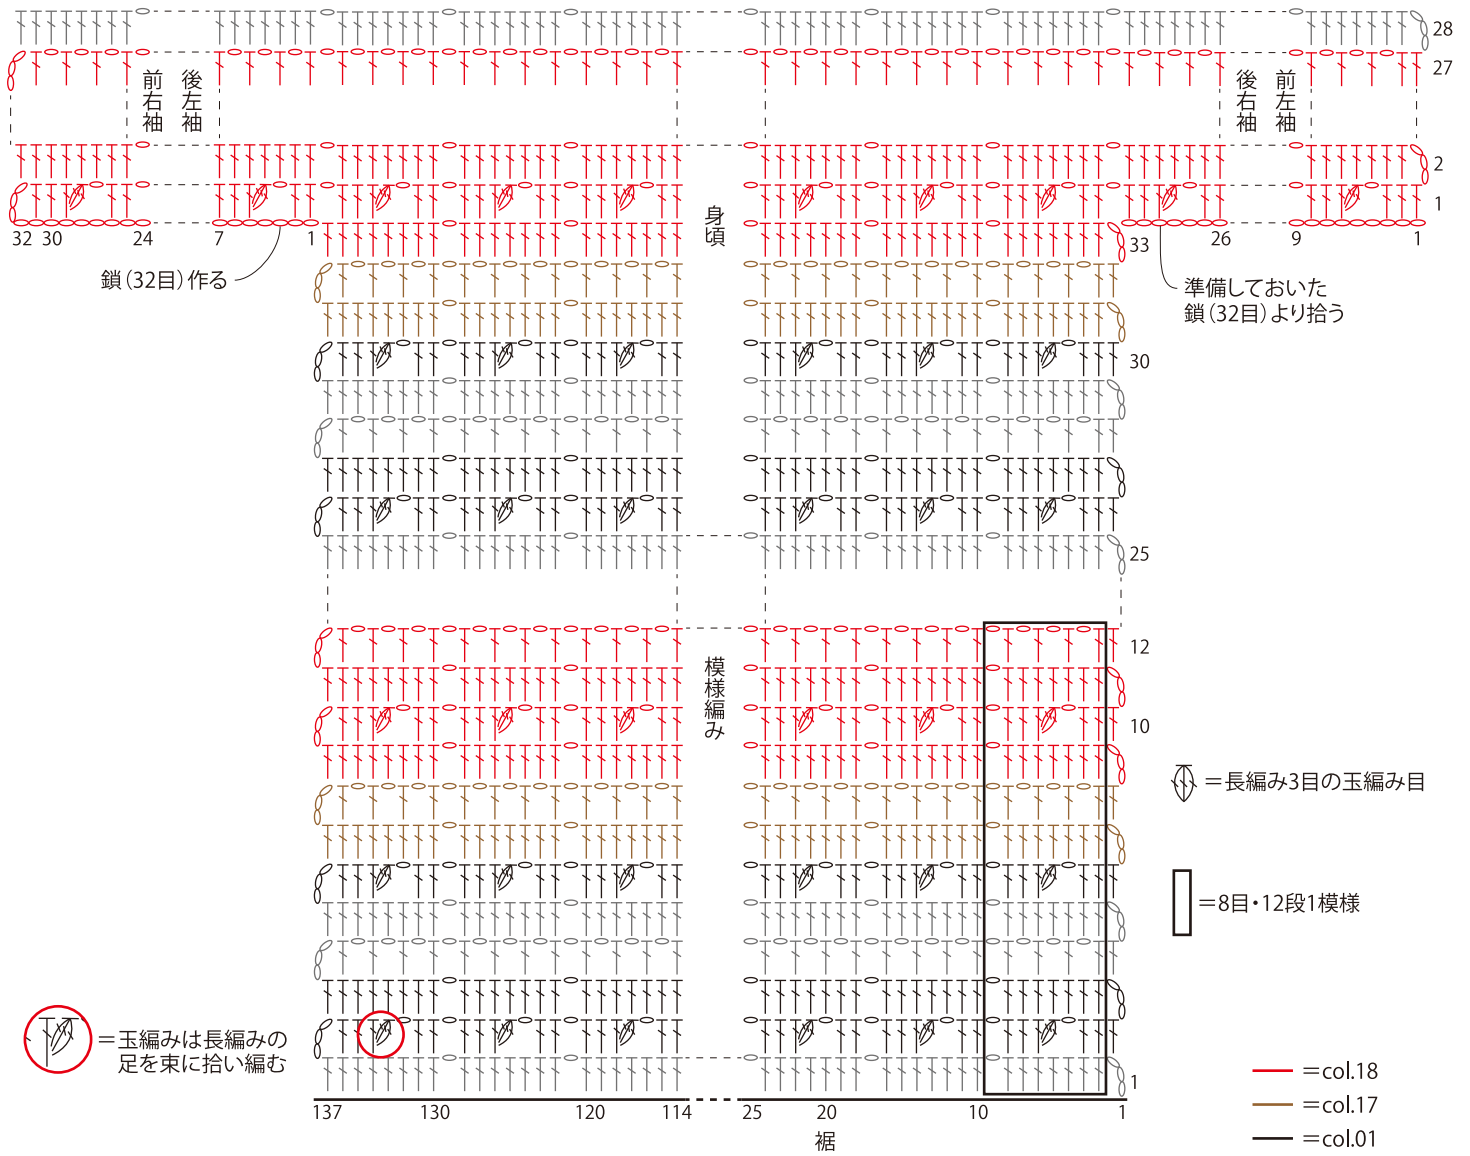 28
27
前右袖
後左袖
後右袖
前左袖
2
1
32 30 24 7 1
33 26 9 1
身頃
鎖（32目）作る
準備しておいた
鎖（32目）より拾う
30
25
12
模様編み
10
＝長編み3目の玉編み目
＝8目・12段1模様
＝玉編みは長編みの
足を束に拾い編む
1
137 130 120 114 25 20 10 1
裾
＝col.18
＝col.17
＝col.01